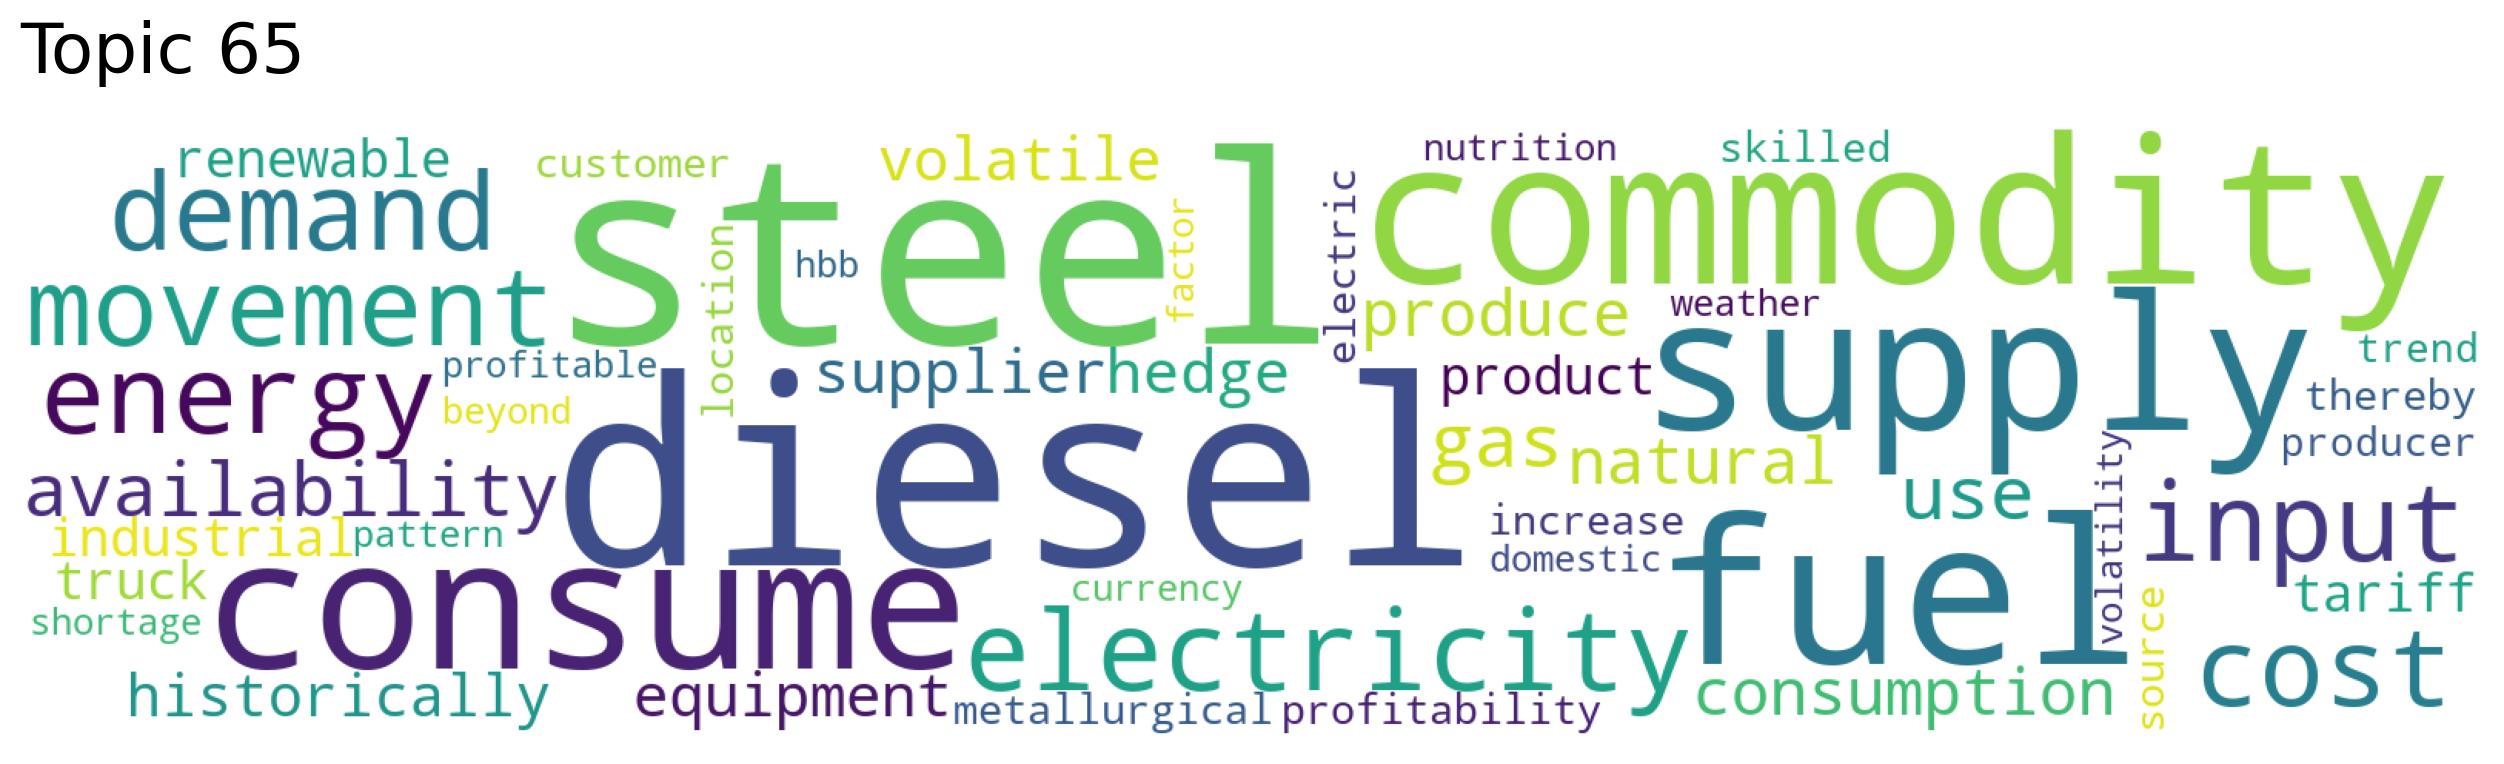 Topic 65
renewable
customer
volatile
nutrition
skilled
demand
steel
commodity
electric
factor
location
hbb
movement
produce
weather
supply
trend
profitable
supplier
hedge
product
energy
thereby
beyond
diesel
gas
natural
producer
availability
volatility
use
input
industrial
pattern
increase
domestic
fuel
truck
consume
currency
tariff
shortage
electricity
source
cost
historically
equipment
metallurgical
profitability
consumption